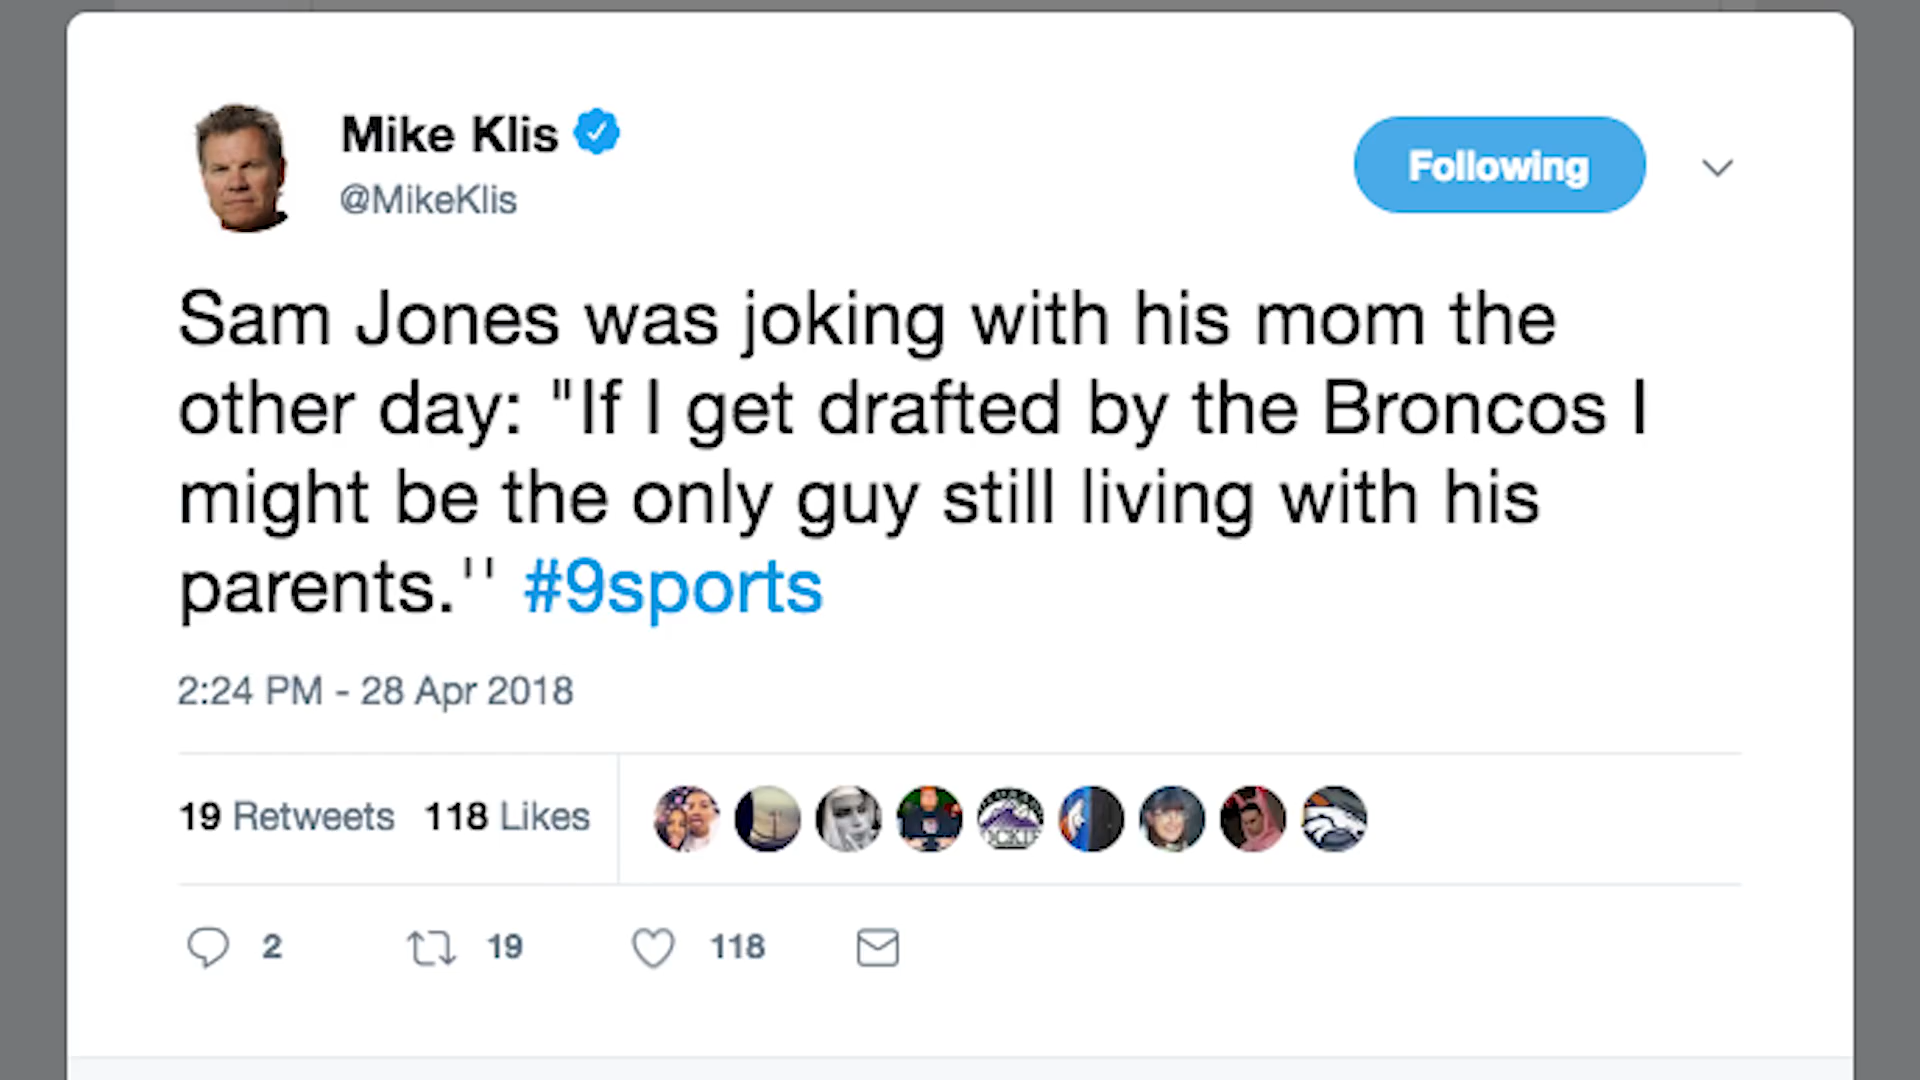 Mike Klis
@MikeKlis
Following
Sam Jones was joking with his mom the
other day: "If I get drafted by the Broncos I
might be the only guy still living with his
parents.'' #9sports
2:24 PM - 28 Apr 2018
19 Retweets 118 Likes
2 19 118